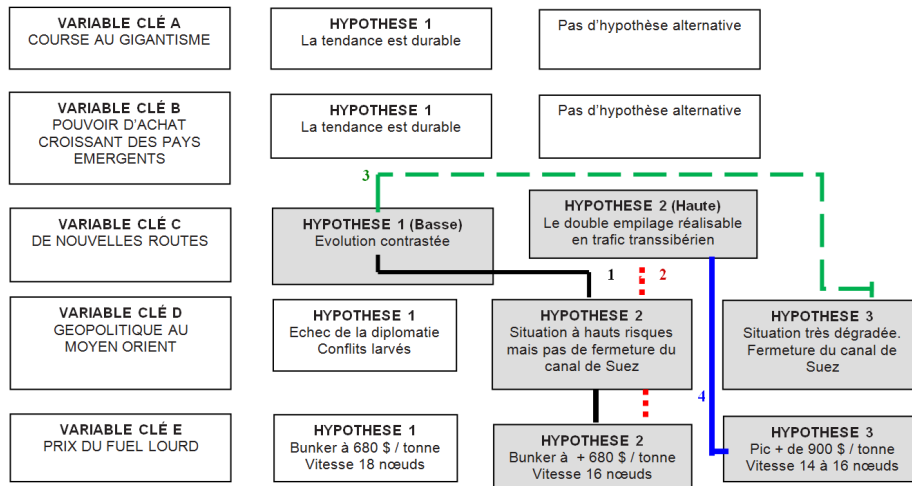 VARIABLE CLÉ A
COURSE AU GIGANTISME
HYPOTHESE 1
La tendance est durable
Pas d'hypothèse alternative
VARIABLE CLÉ B
POUVOIR D'ACHAT
CROISSANT DES PAYS
EMERGENTS
HYPOTHESE 1
La tendance est durable
Pas d'hypothèse alternative
3
VARIABLE CLÉ C
DE NOUVELLES ROUTES
HYPOTHESE 1 (Basse)
Evolution contrastée
HYPOTHESE 2 (Haute)
Le double empilage réalisable
en trafic transsibérien
1
2
VARIABLE CLÉ D
GEOPOLITIQUE AU
MOYEN ORIENT
HYPOTHESE 1
Echec de la diplomatie
Conflits larvés
HYPOTHESE 2
Situation à hauts risques
mais pas de fermeture du
canal de Suez
HYPOTHESE 3
Situation très dégradée.
Fermeture du canal de
Suez
4
VARIABLE CLÉ E
PRIX DU FUEL LOURD
HYPOTHESE 1
Bunker à 680 $ / tonne
Vitesse 18 nœuds
HYPOTHESE 2
Bunker à + 680 $ / tonne
Vitesse 16 nœuds
HYPOTHESE 3
Pic + de 900 $ / tonne
Vitesse 14 à 16 nœuds